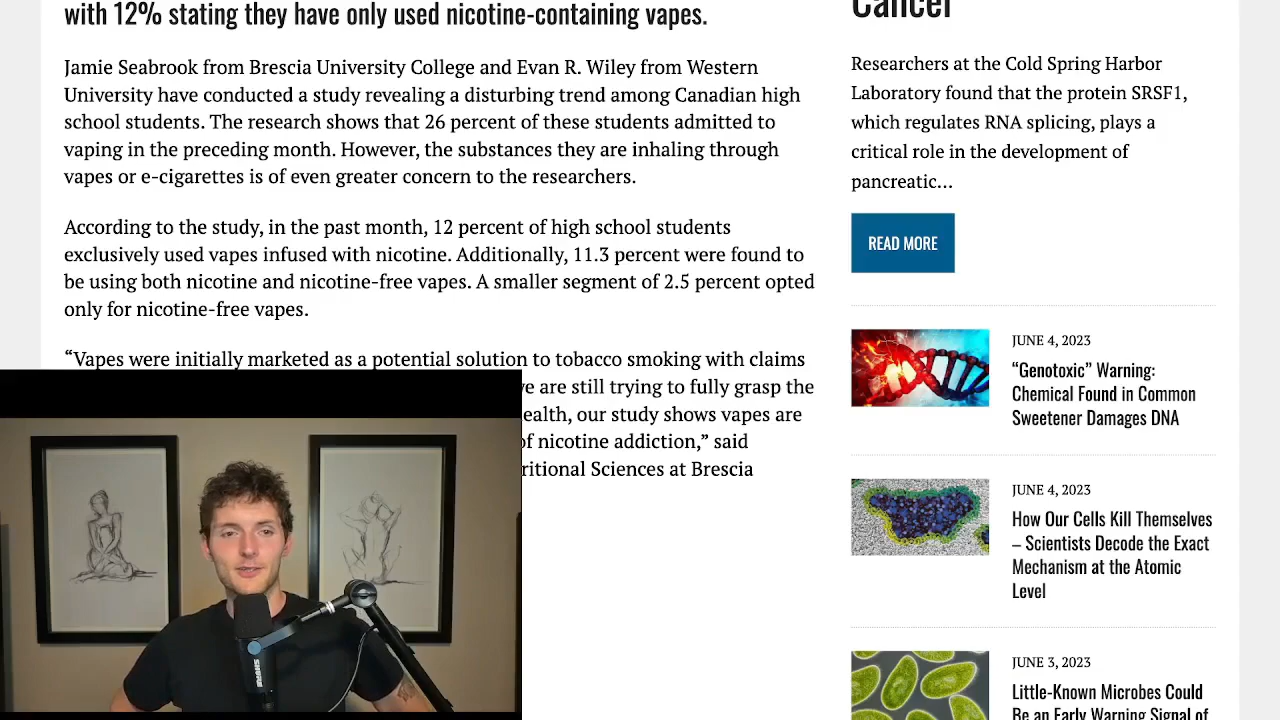 with 12% stating they have only used nicotine-containing vapes.
Jamie Seabrook from Brescia University College and Evan R. Wiley from Western
University have conducted a study revealing a disturbing trend among Canadian high
school students. The research shows that 26 percent of these students admitted to
vaping in the preceding month. However, the substances they are inhaling through
vapes or e-cigarettes is of even greater concern to the researchers.
According to the study, in the past month, 12 percent of high school students
exclusively used vapes infused with nicotine. Additionally, 11.3 percent were found to
be using both nicotine and nicotine-free vapes. A smaller segment of 2.5 percent opted
only for nicotine-free vapes.
“Vapes were initially marketed as a potential solution to tobacco smoking with claims
are still trying to fully grasp the
our study shows vapes are
of nicotine addiction,” said
Sciences at Brescia
SHURE
Cancer
Researchers at the Cold Spring Harbor
Laboratory found that the protein SRSF1,
which regulates RNA splicing, plays a
critical role in the development of
pancreatic...
READ MORE
JUNE 4, 2023
“Genotoxic” Warning:
Chemical Found in Common
Sweetener Damages DNA
JUNE 4, 2023
How Our Cells Kill Themselves
– Scientists Decode the Exact
Mechanism at the Atomic
Level
JUNE 3, 2023
Little-Known Microbes Could
Be an Early Warning Signal of